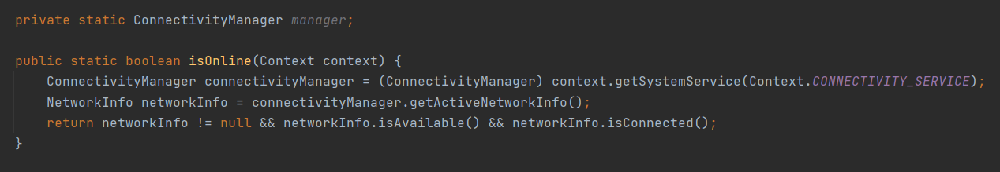 private static ConnectivityManager manager;
public static boolean isOnline(Context context) {
ConnectivityManager connectivityManager = (ConnectivityManager) context.getSystemService(Context.CONNECTIVITY_SERVICE);
NetworkInfo networkInfo = connectivityManager.getActiveNetworkInfo();
return networkInfo != null && networkInfo.isAvailable() && networkInfo.isConnected();
}